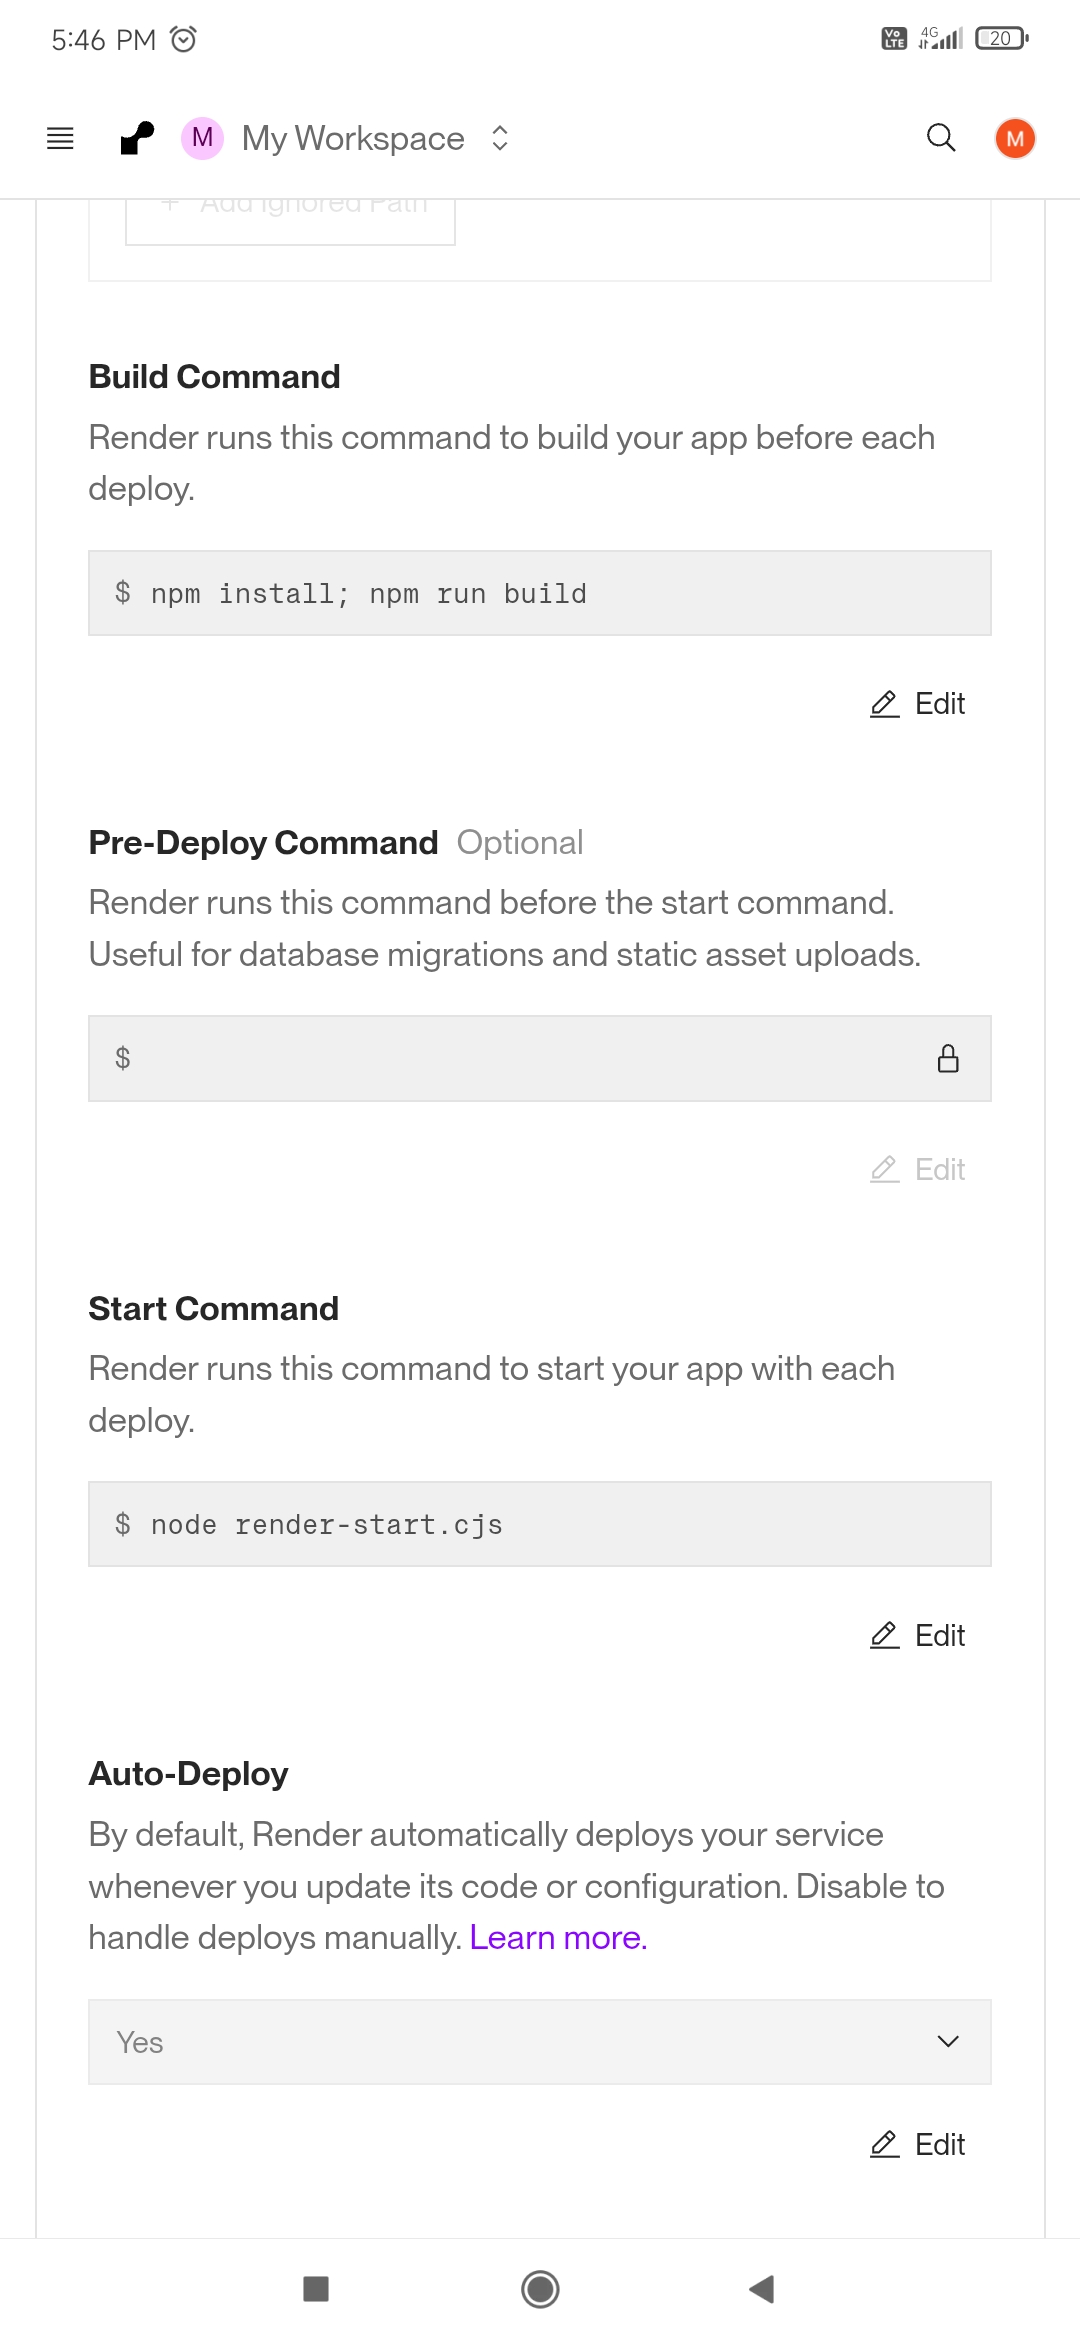 5:46 PM
Vo LTE 4G 20
M My Workspace M
+ Add Ignored Path
Build Command
Render runs this command to build your app before each
deploy.
$ npm install; npm run build
Edit
Pre-Deploy Command Optional
Render runs this command before the start command.
Useful for database migrations and static asset uploads.
$
Edit
Start Command
Render runs this command to start your app with each
deploy.
$ node render-start.cjs
Edit
Auto-Deploy
By default, Render automatically deploys your service
whenever you update its code or configuration. Disable to
handle deploys manually. Learn more.
Yes
Edit